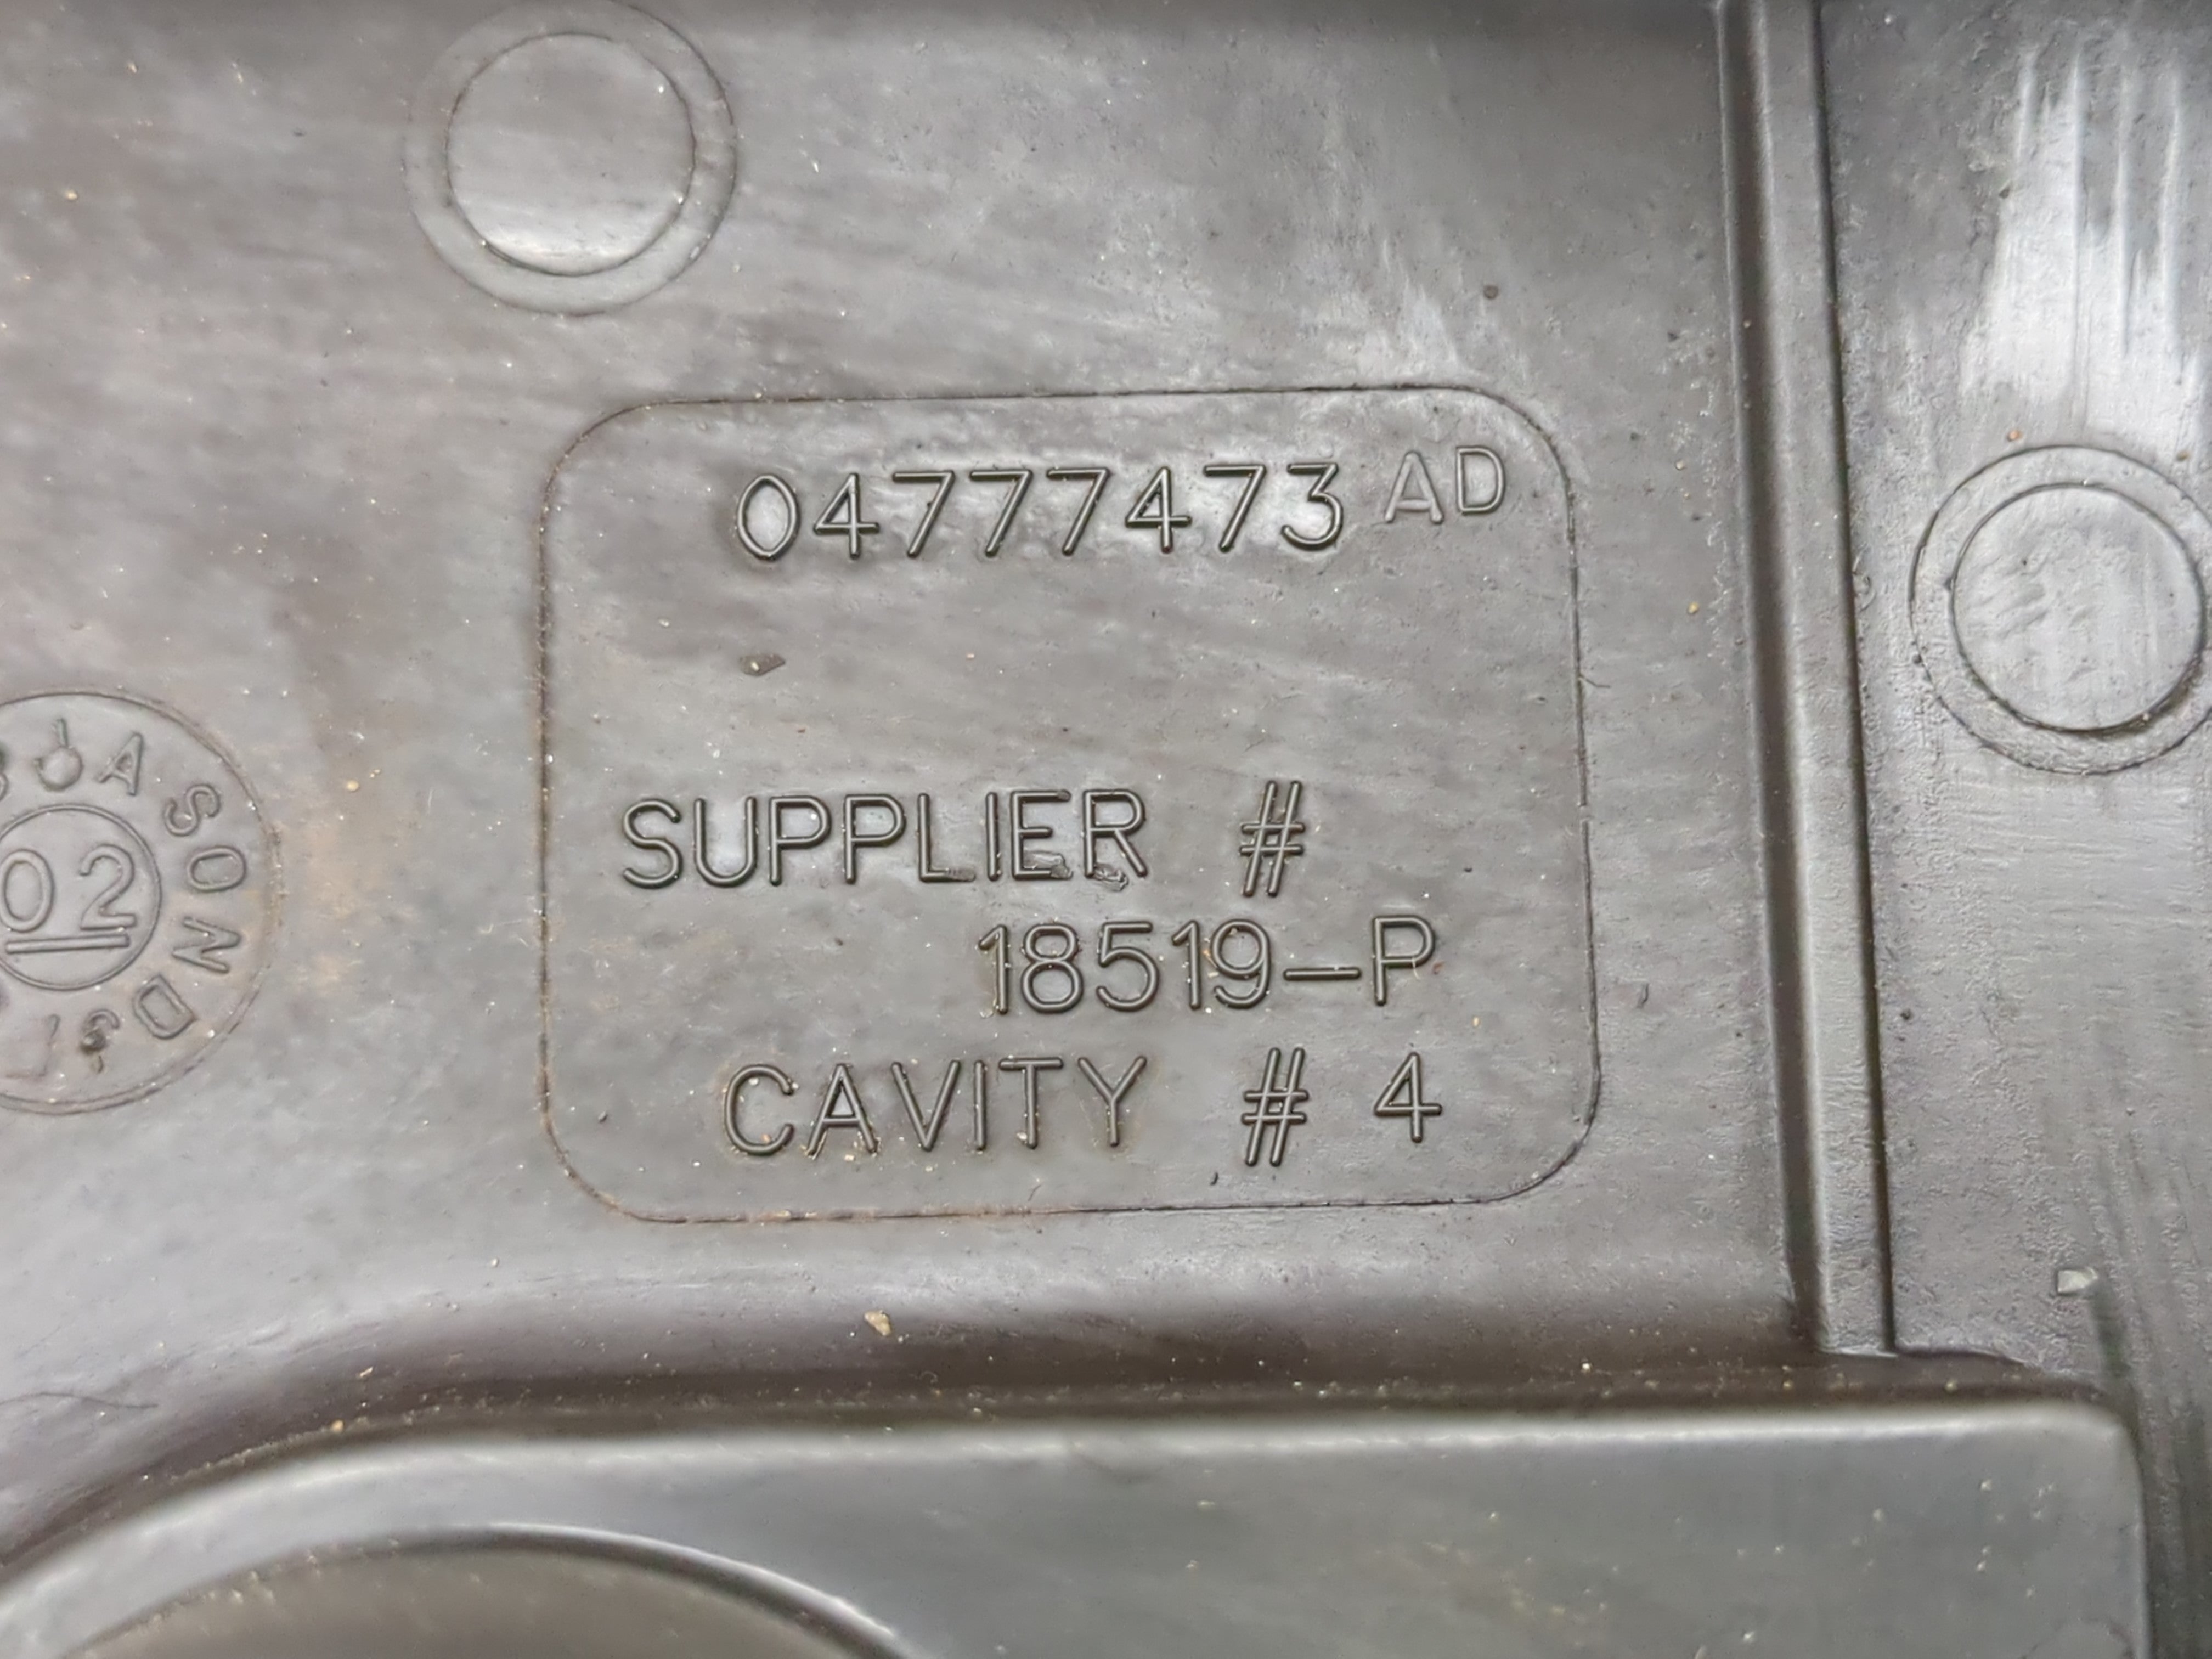 04777473 AD
SUPPLIER #
18519-P
CAVITY # 4
J A S O N D
02